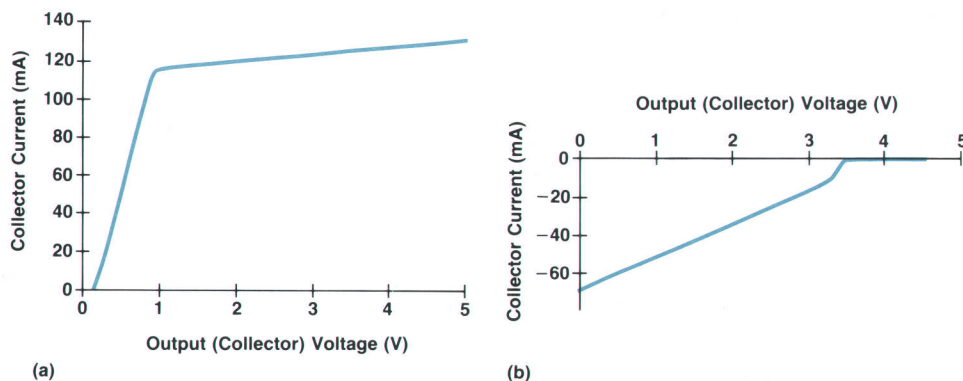 Collector Current (mA)
140
120
100
80
60
40
20
0
0 1 2 3 4 5
Output (Collector) Voltage (V)
(a)
Output (Collector) Voltage (V)
0 1 2 3 4 5
Collector Current (mA)
0
−20
−40
−60
(b)